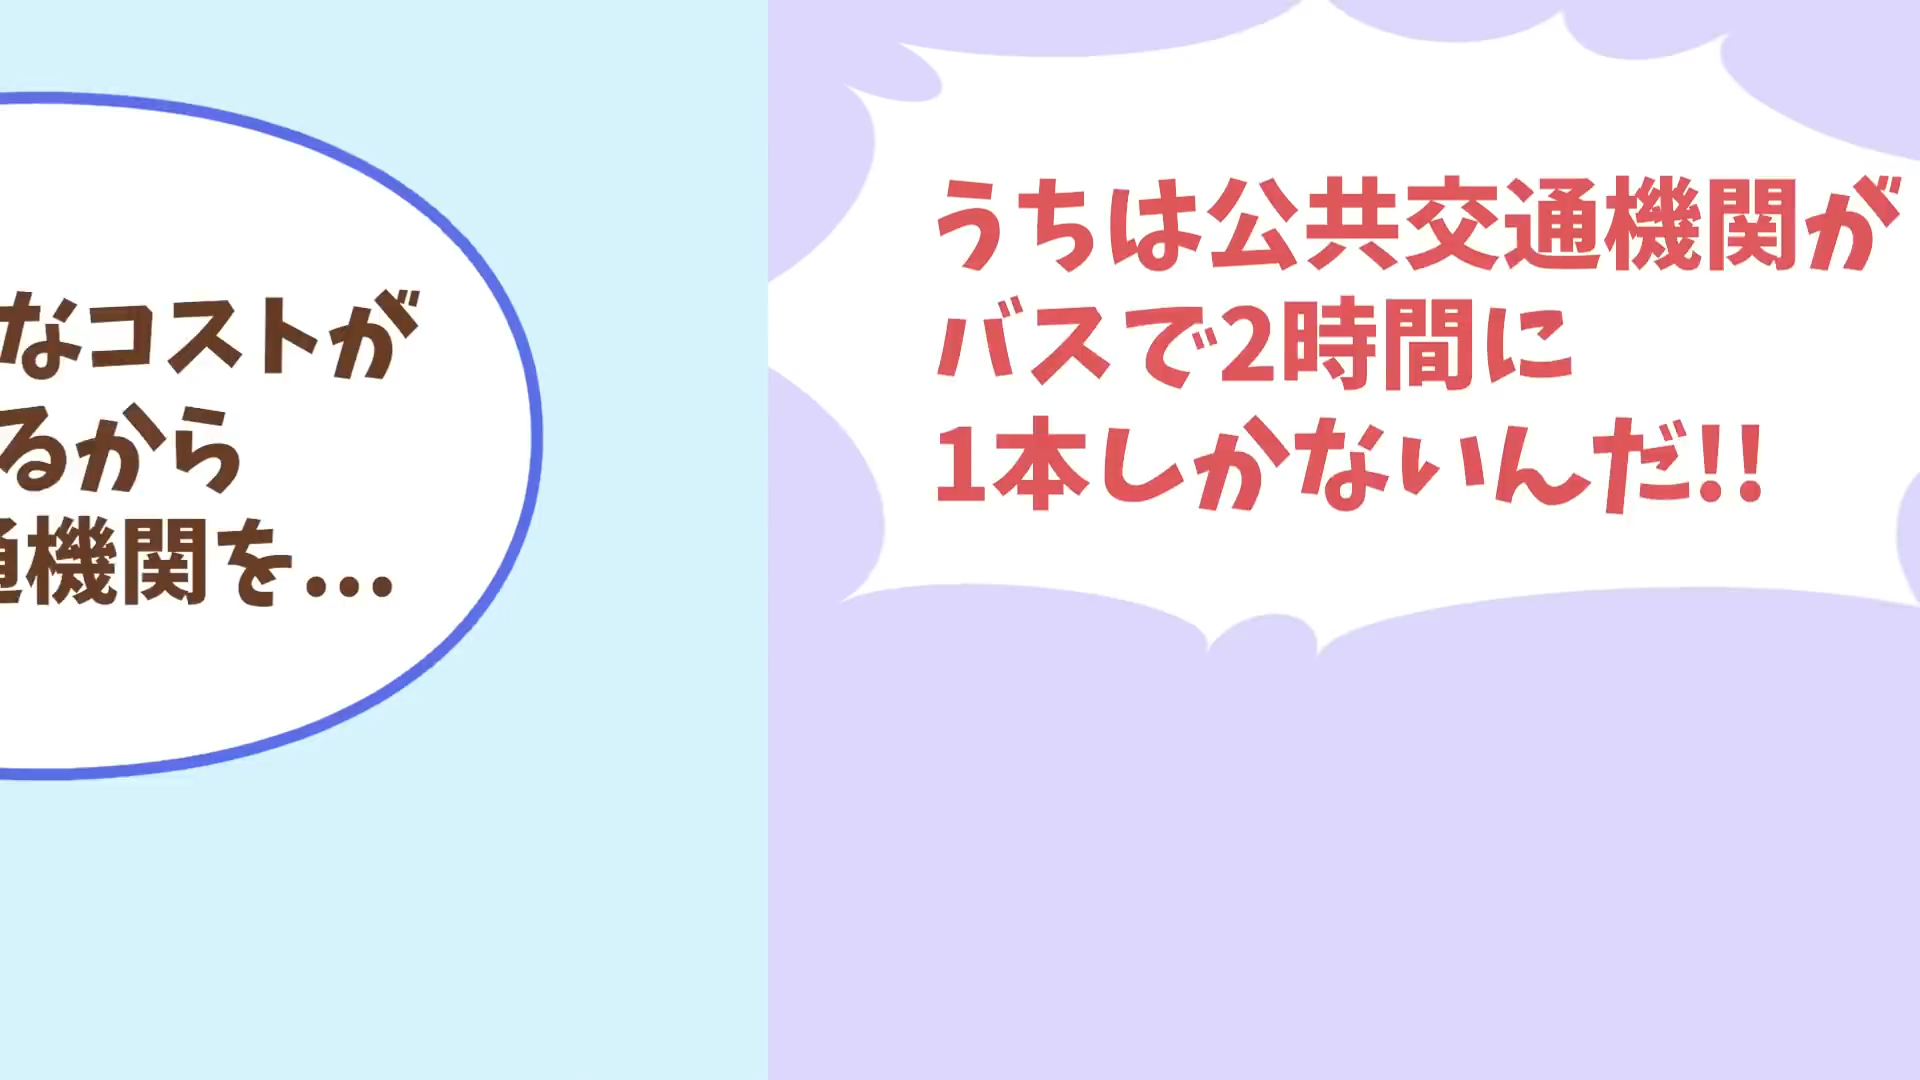 なコストが
るから
通機関を...
うちは公共交通機関が
バスで2時間に
1本しかないんだ!!